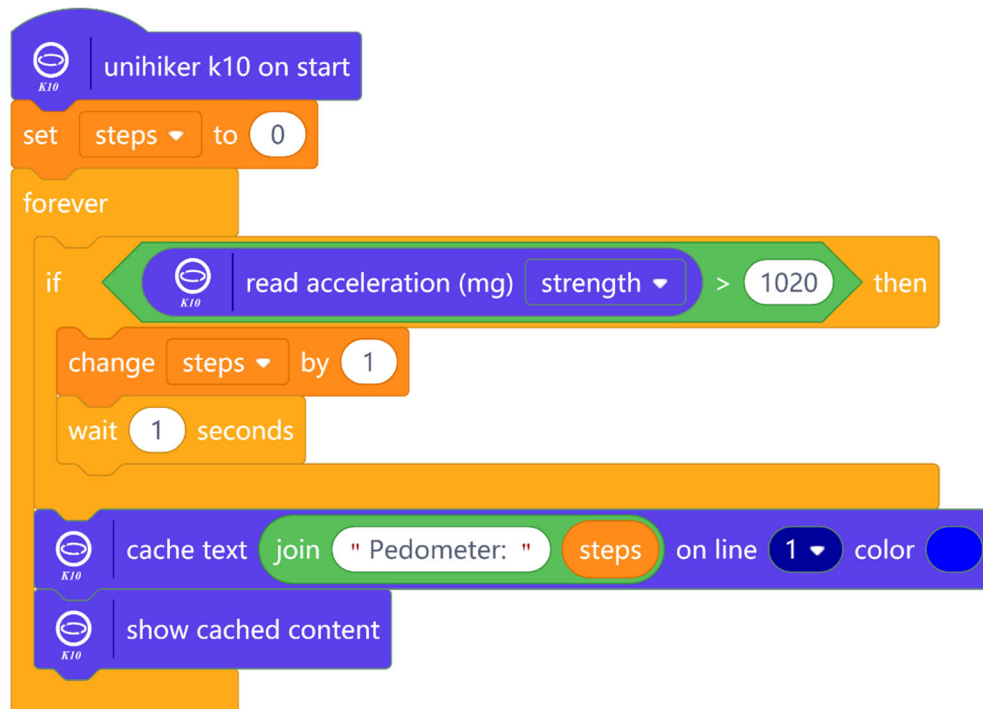 K10 unihiker k10 on start
set steps to 0
forever
if K10 read acceleration (mg) strength > 1020 then
change steps by 1
wait 1 seconds
K10 cache text join " Pedometer: " steps on line 1 color
K10 show cached content